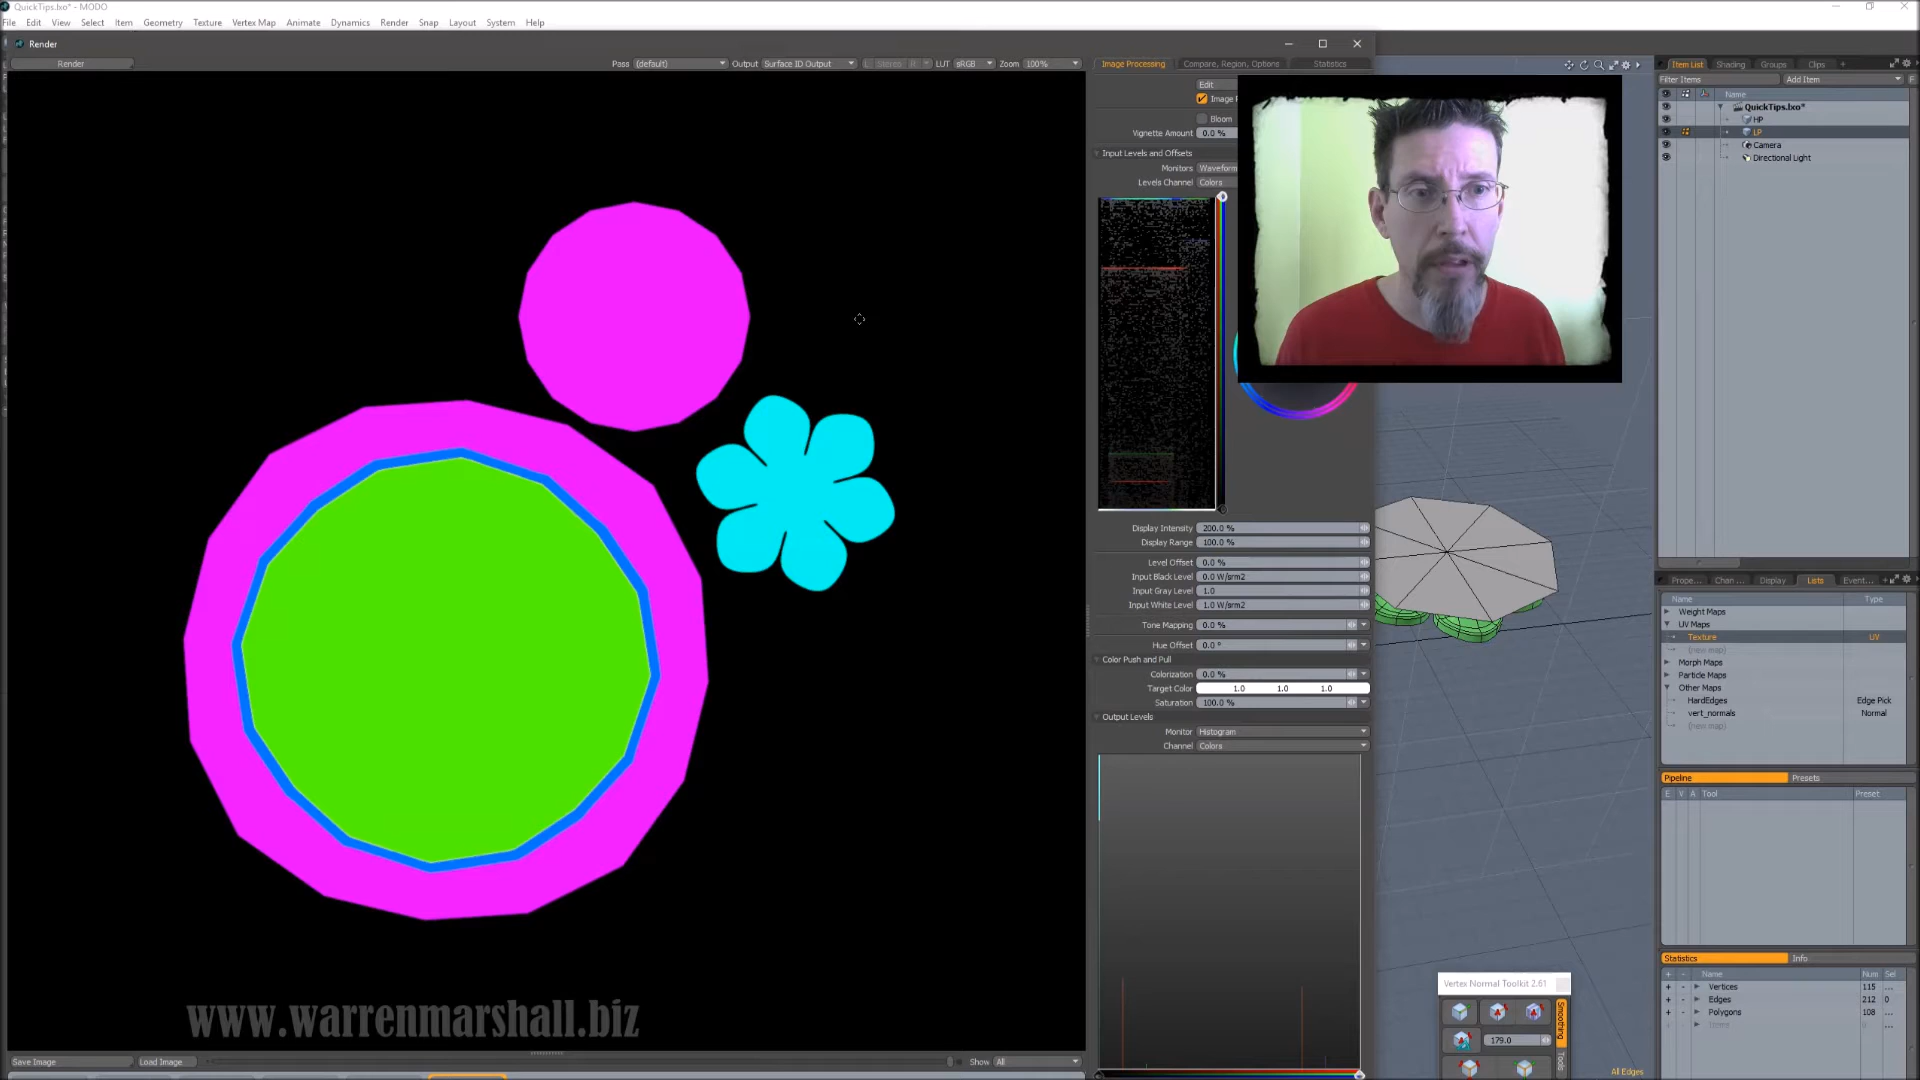 QuickTips.lxo* - MODO
File Edit View Select Item Geometry Texture Vertex Map Animate Dynamics Render Snap Layout System Help
Render
Render Pass (default) Output Surface ID Output Stereo R LUT sRGB Zoom 100%
Image Processing Compare, Region, Options Statistics
Edit
Bloom
Vignette Amount 0.0 %
Input Levels and Offsets
Monitors Waveform
Levels Channel Colors
Display Intensity 200.0 %
Display Range 100.0 %
Level Offset 0.0 %
Input Black Level 0.0 W/srm2
Input Gray Level 1.0
Input White Level 1.0 W/srm2
Tone Mapping 0.0 %
Hue Offset 0.0 °
Color Push and Pull
Colorization 0.0 %
Target Color 1.0 1.0 1.0
Saturation 100.0 %
Output Levels
Monitor Histogram
Channel Colors
Item List Shading Groups Clips +
Filter Items Add Item F
Name
QuickTips.lxo*
HP
LP
Camera
Directional Light
Prope... Chan ... Display Lists Event... +
Name Type
Weight Maps
UV Maps
Texture UV
(new map)
Morph Maps
Particle Maps
Other Maps
HardEdges Edge Pick
vert_normals Normal
(new map)
Pipeline Presets
E V A Tool Preset
Statistics Info
+ - Name Num Sel
+ - Vertices 115 ...
+ - Edges 212 0
+ - Polygons 108 ...
Vertex Normal Toolkit 2.61
Smoothing
Tools
179.0
All Edges
www.warrenmarshall.biz
Save Image Load Image Show All